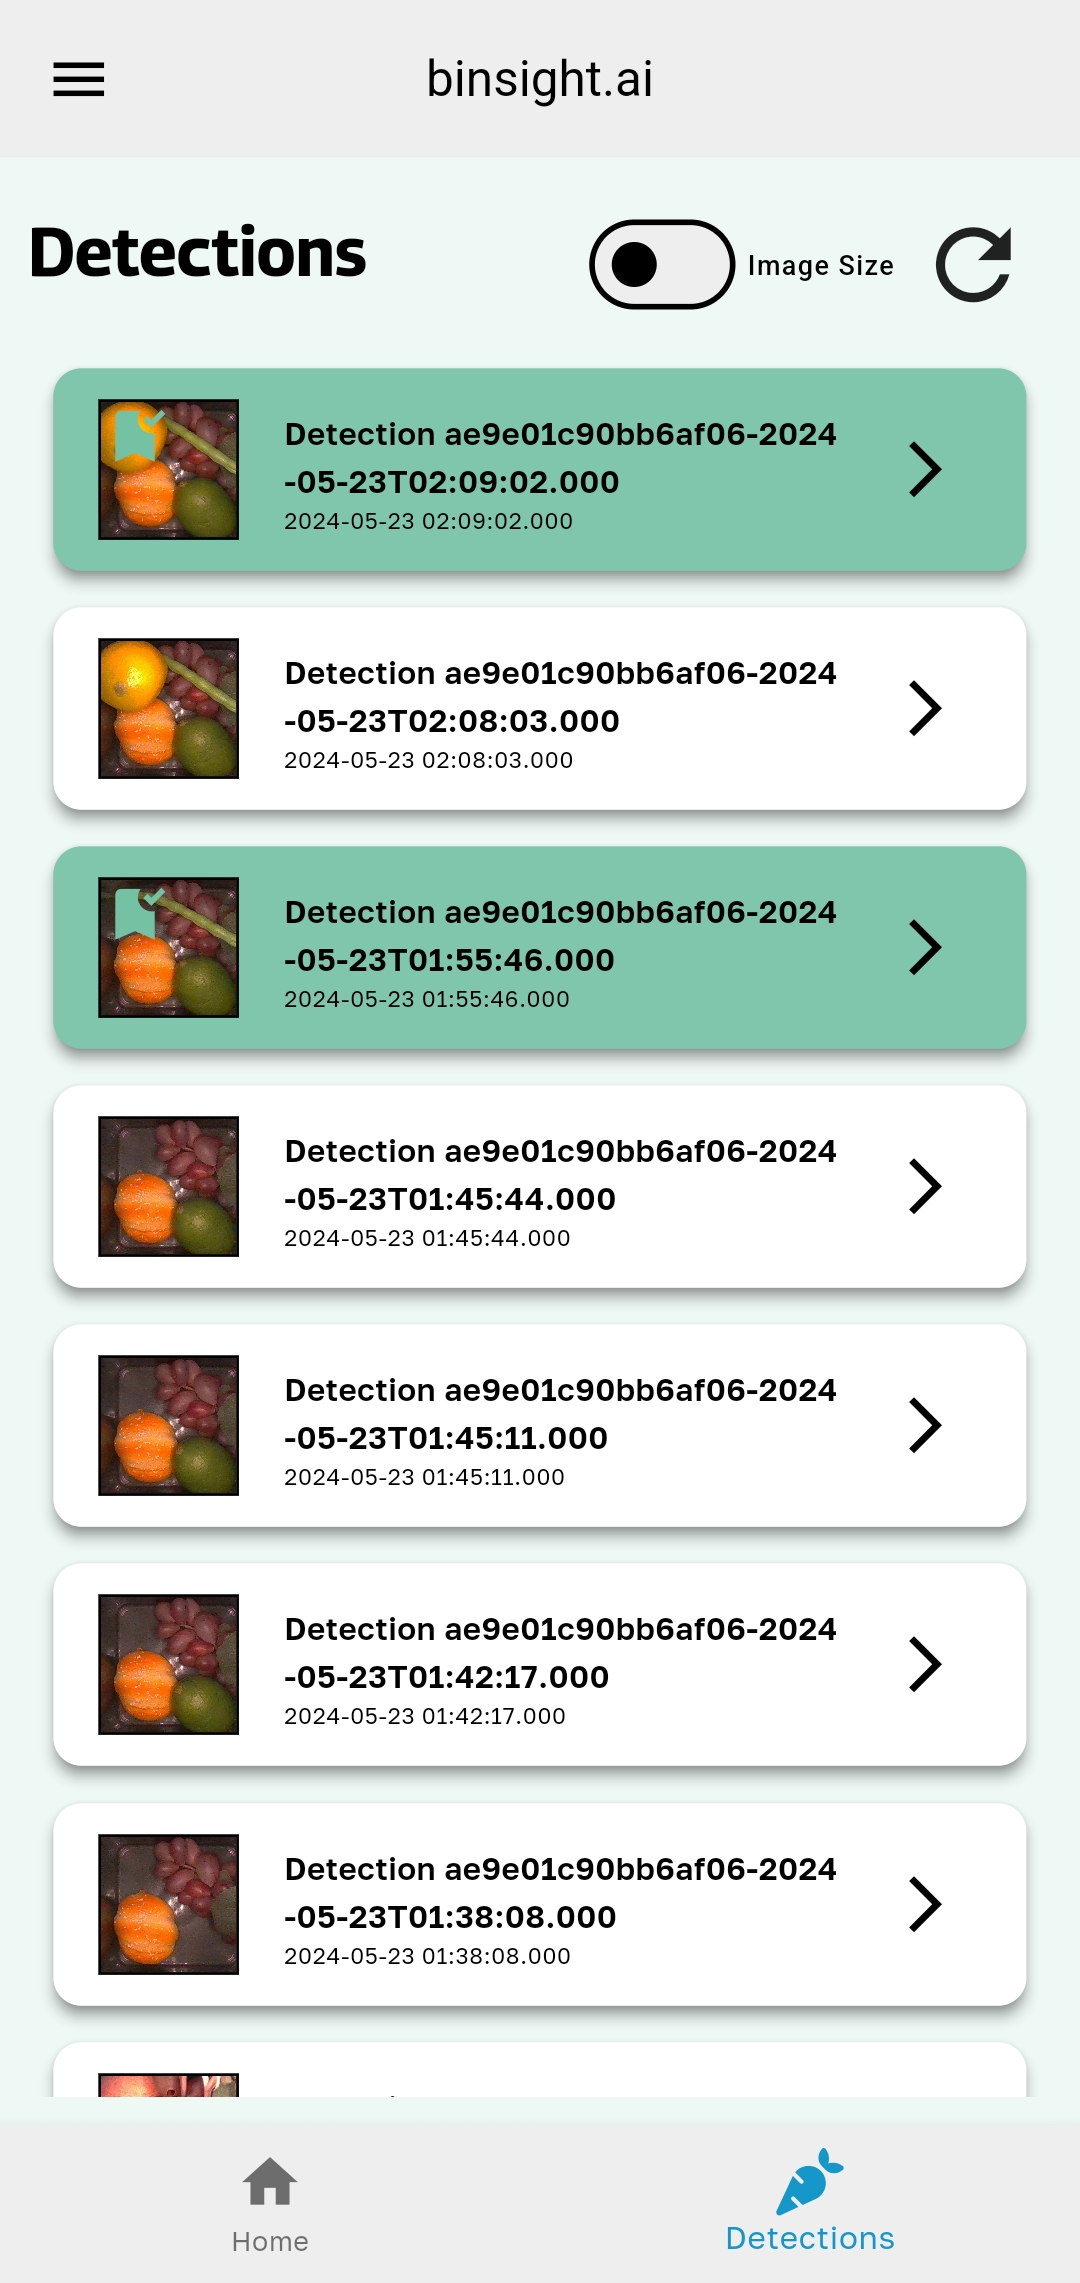 binsight.ai
Detections
Image Size
Detection ae9e01c90bb6af06-2024
-05-23T02:09:02.000
2024-05-23 02:09:02.000
Detection ae9e01c90bb6af06-2024
-05-23T02:08:03.000
2024-05-23 02:08:03.000
Detection ae9e01c90bb6af06-2024
-05-23T01:55:46.000
2024-05-23 01:55:46.000
Detection ae9e01c90bb6af06-2024
-05-23T01:45:44.000
2024-05-23 01:45:44.000
Detection ae9e01c90bb6af06-2024
-05-23T01:45:11.000
2024-05-23 01:45:11.000
Detection ae9e01c90bb6af06-2024
-05-23T01:42:17.000
2024-05-23 01:42:17.000
Detection ae9e01c90bb6af06-2024
-05-23T01:38:08.000
2024-05-23 01:38:08.000
Home
Detections